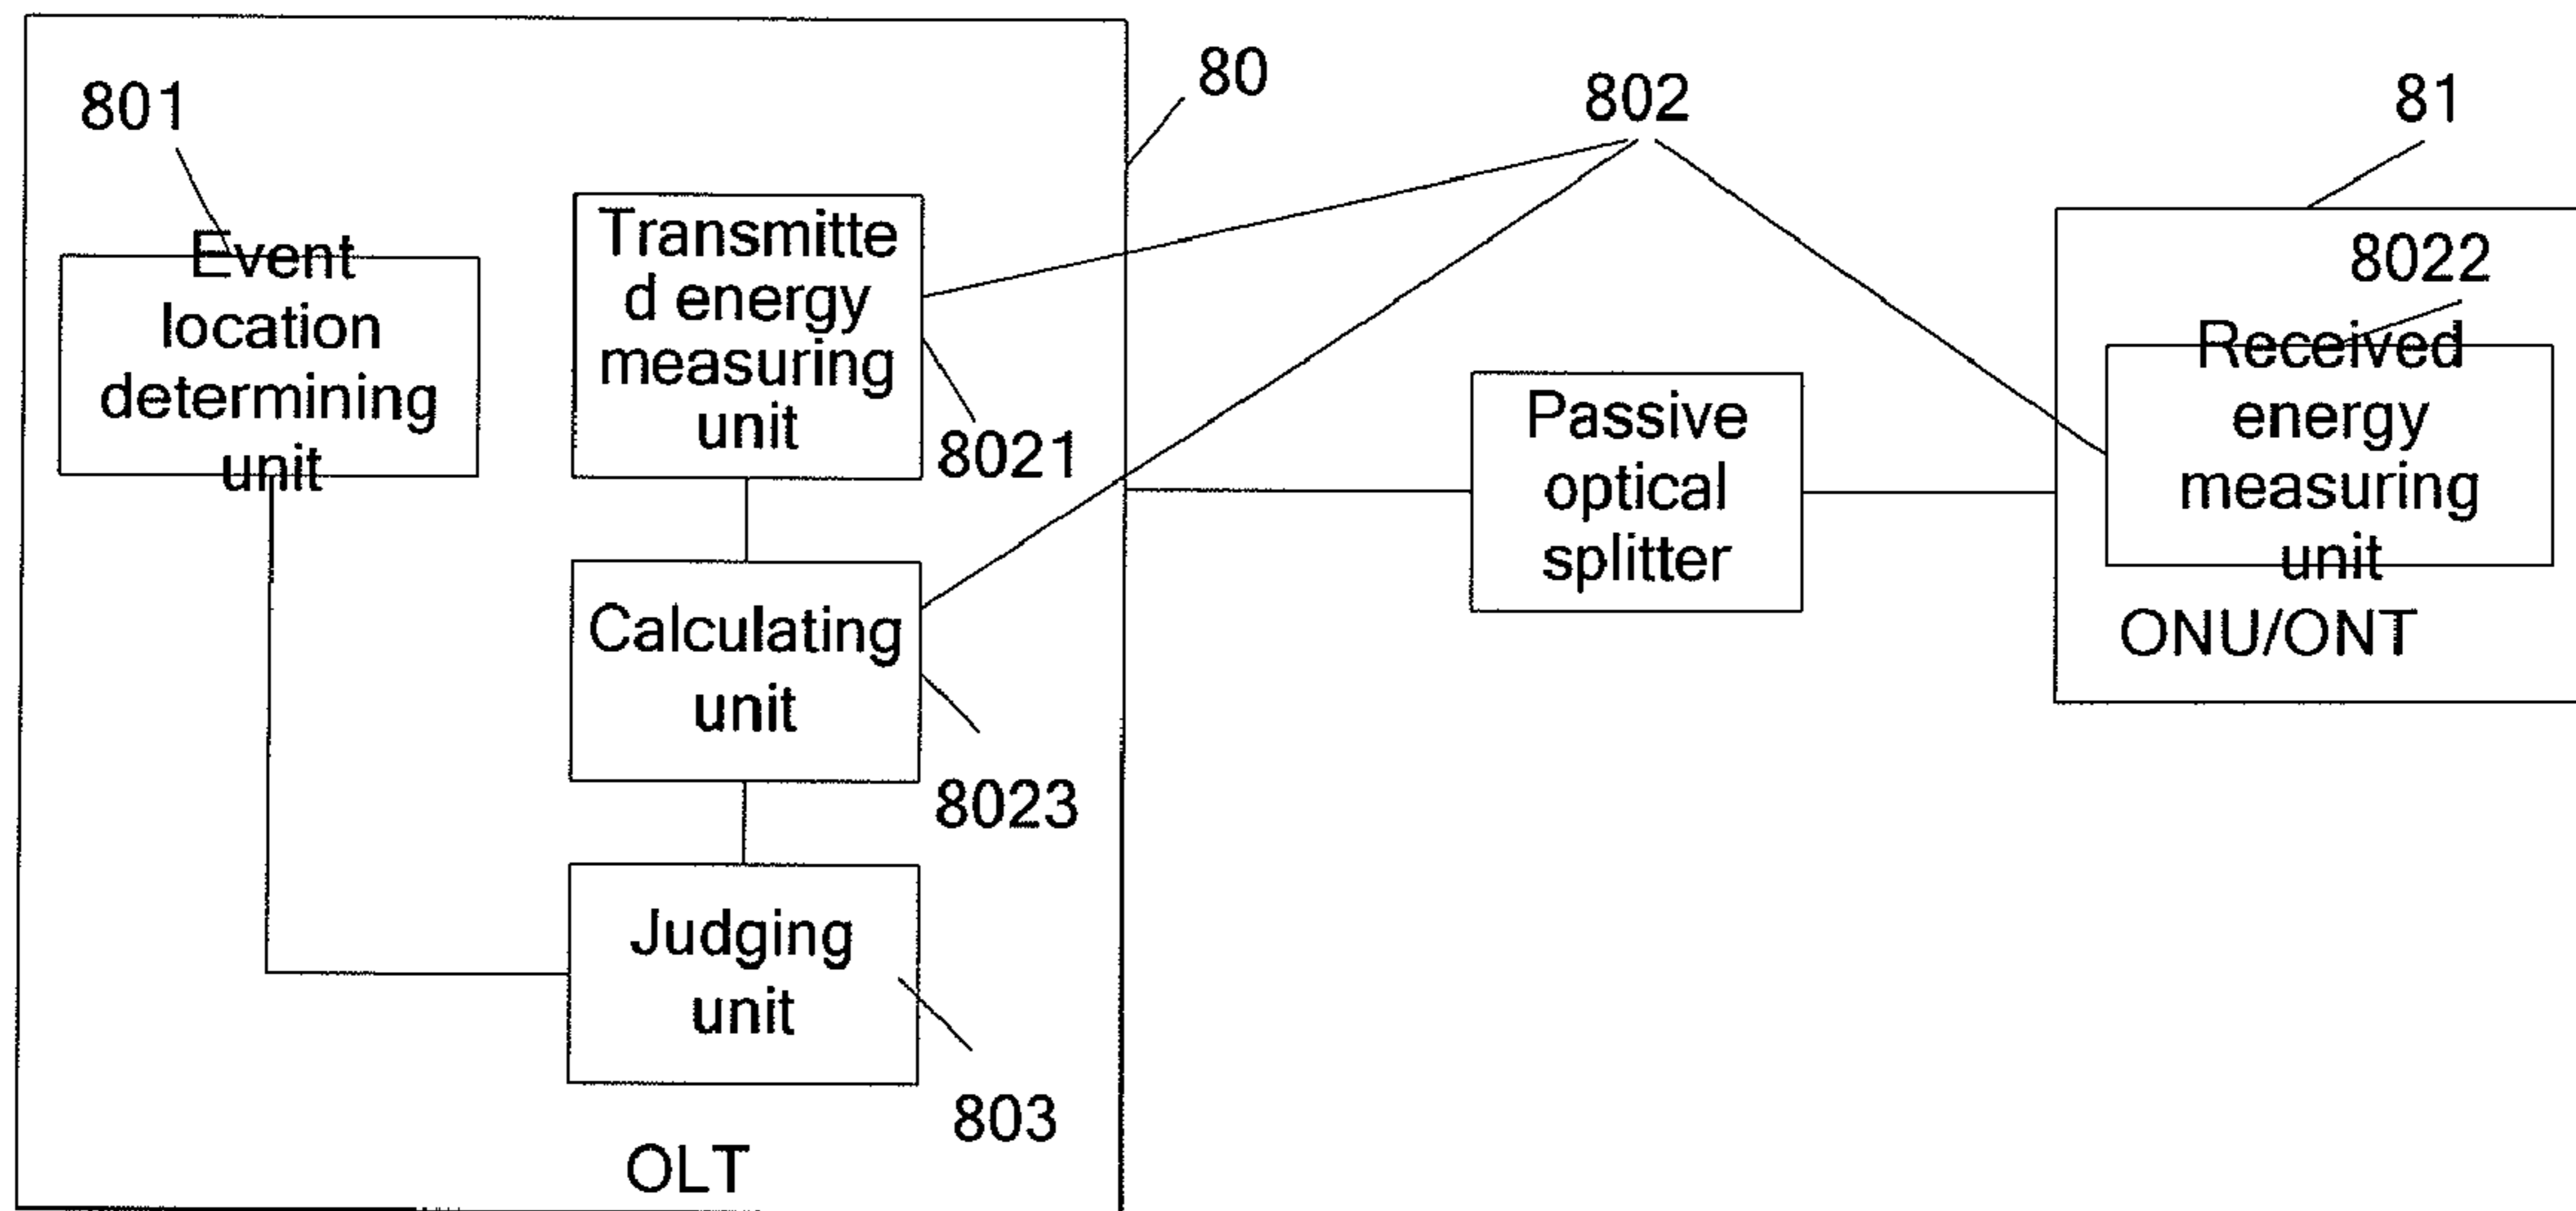 80
802
81
801
Transmitte
d energy
measuring
unit
8021
Event
location
determining
unit
8022
Received
energy
measuring
unit
ONU/ONT
Passive
optical
splitter
Calculating
unit
8023
Judging
unit
803
OLT